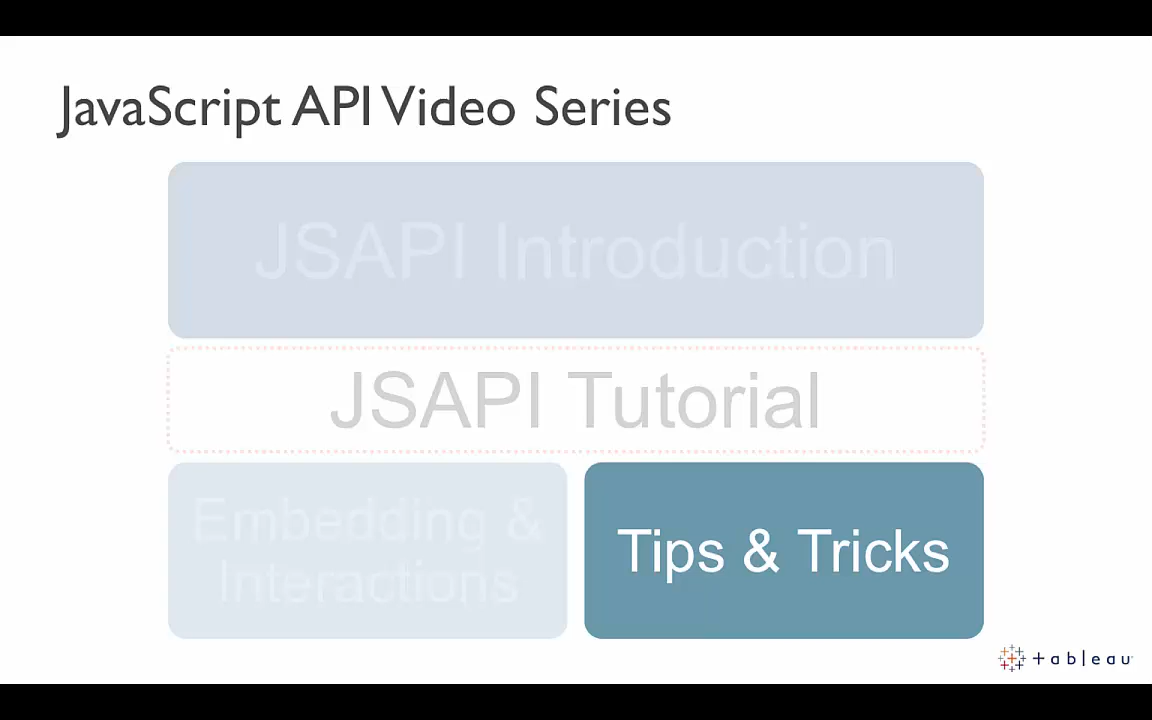 JavaScript API Video Series
JSAPI Introduction
JSAPI Tutorial
Embedding &
Interactions
Tips & Tricks
tableau